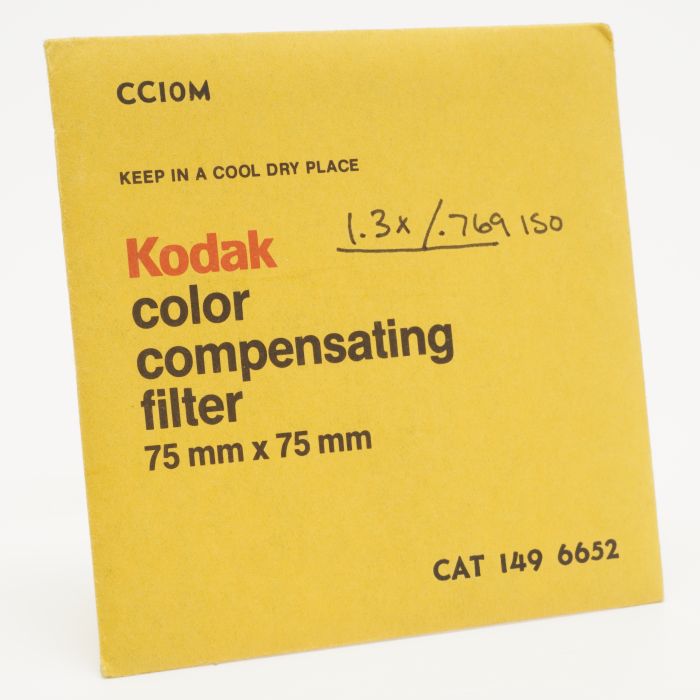 CC10M
KEEP IN A COOL DRY PLACE
1.3x/.769 ISO
Kodak
color
compensating
filter
75 mm x 75 mm
CAT 149 6652